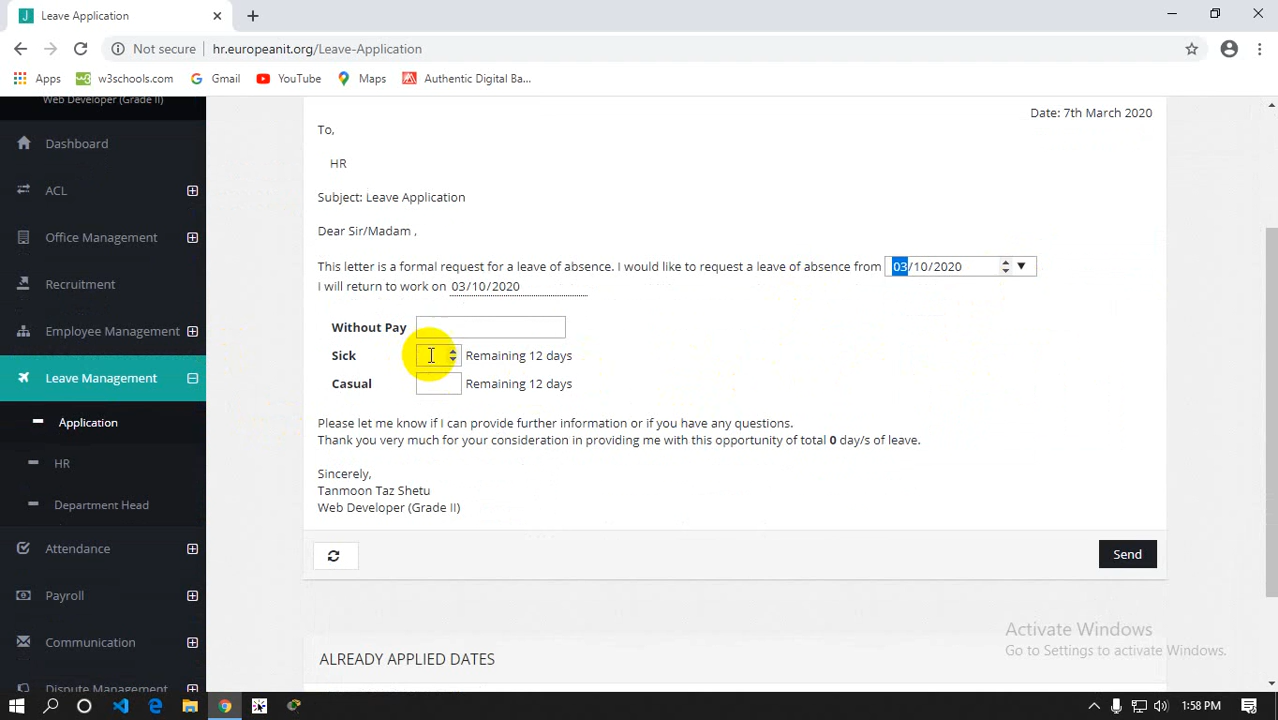 Leave Application
Not secure | hr.europeanit.org/Leave-Application
Apps w3schools.com Gmail YouTube Maps Authentic Digital Ba...
Web Developer (Grade II)
Dashboard
ACL
Office Management
Recruitment
Employee Management
Leave Management
Application
HR
Department Head
Attendance
Payroll
Communication
Dispute Management
Date: 7th March 2020
To,
HR
Subject: Leave Application
Dear Sir/Madam ,
This letter is a formal request for a leave of absence. I would like to request a leave of absence from 03/10/2020
I will return to work on 03/10/2020
Without Pay
Sick Remaining 12 days
Casual Remaining 12 days
Please let me know if I can provide further information or if you have any questions.
Thank you very much for your consideration in providing me with this opportunity of total 0 day/s of leave.
Sincerely,
Tanmoon Taz Shetu
Web Developer (Grade II)
Send
ALREADY APPLIED DATES
Activate Windows
Go to Settings to activate Windows.
1:58 PM